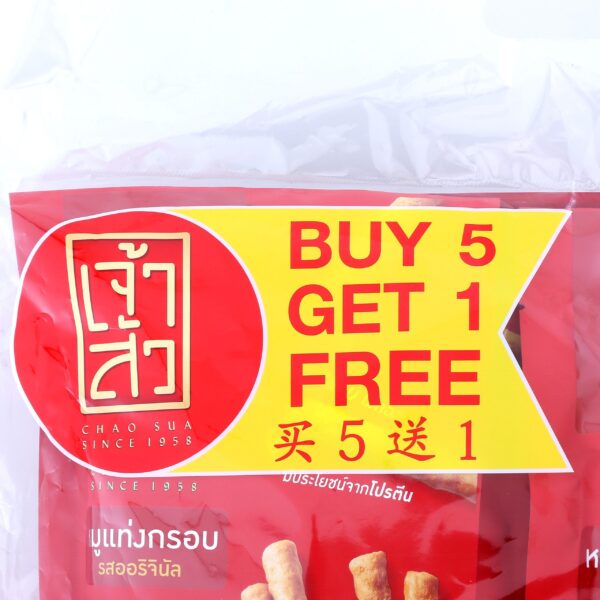 เจ้า
สัว
CHAO SUA
SINCE 1958
BUY 5
GET 1
FREE
买 5 送 1
SINCE 1958
มีประโยชน์จากโปรตีน
หมูแท่งกรอบ
รสออริจินัล